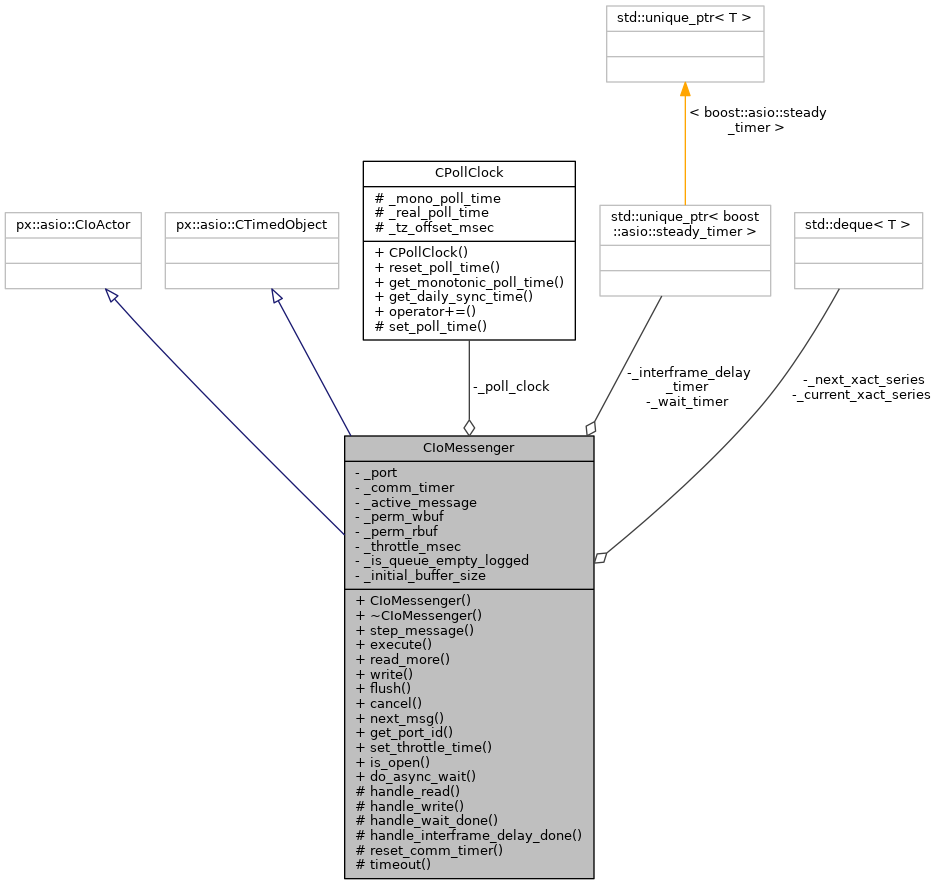 std::unique_ptr< T >
< boost::asio::steady
_timer >
CPollClock
# _mono_poll_time
# _real_poll_time
# _tz_offset_msec
+ CPollClock()
+ reset_poll_time()
+ get_monotonic_poll_time()
+ get_daily_sync_time()
+ operator+=()
# set_poll_time()
px::asio::CIoActor
px::asio::CTimedObject
std::unique_ptr< boost
::asio::steady_timer >
std::deque< T >
-_poll_clock
-_interframe_delay
_timer
-_wait_timer
-_next_xact_series
-_current_xact_series
CIoMessenger
- _port
- _comm_timer
- _active_message
- _perm_wbuf
- _perm_rbuf
- _throttle_msec
- _is_queue_empty_logged
- _initial_buffer_size
+ CIoMessenger()
+ ~CIoMessenger()
+ step_message()
+ execute()
+ read_more()
+ write()
+ flush()
+ cancel()
+ next_msg()
+ get_port_id()
+ set_throttle_time()
+ is_open()
+ do_async_wait()
# handle_read()
# handle_write()
# handle_wait_done()
# handle_interframe_delay_done()
# reset_comm_timer()
# timeout()